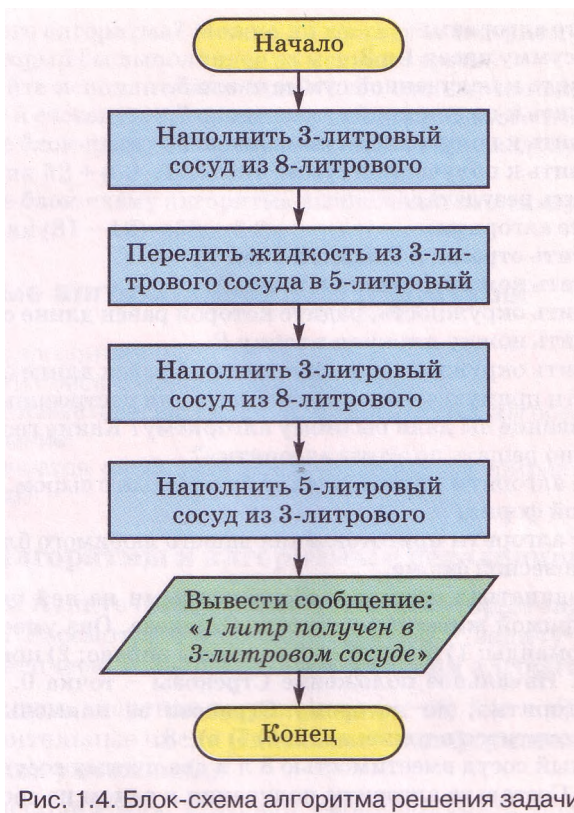 Начало
Наполнить 3-литровый
сосуд из 8-литрового
Перелить жидкость из 3-ли-
трового сосуда в 5-литровый
Наполнить 3-литровый
сосуд из 8-литрового
Наполнить 5-литровый
сосуд из 3-литрового
Вывести сообщение:
«1 литр получен в
3-литровом сосуде»
Конец
Рис. 14. Блок-схема алгоритма решения задачи